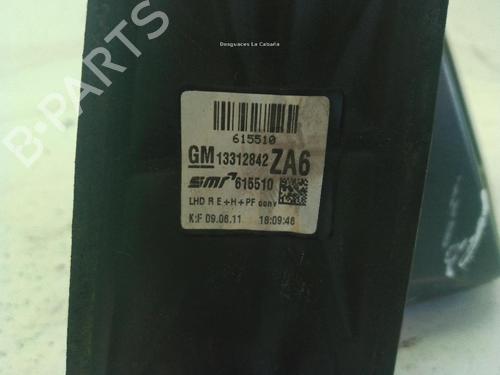 Desguaces La Cabaña
B-PARTS
615510
GM 13312842 ZA6
smr 615510
LHD R E+H+PF conv
K:F 09.06.11 18:09:46